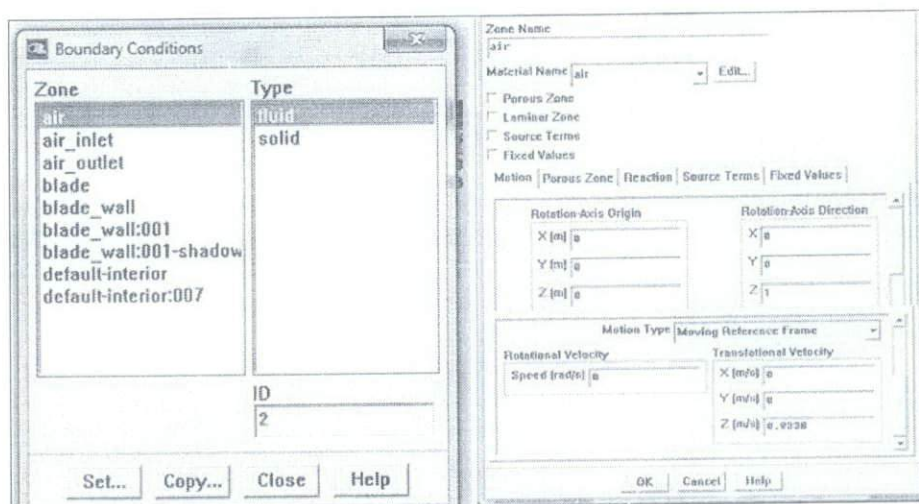 Boundary Conditions
Zone
air
air_inlet
air_outlet
blade
blade_wall
blade_wall:001
blade_wall:001-shadow
default-interior
default-interior:007
Type
fluid
solid
ID
2
Set... Copy... Close Help
Zone Name
air
Material Name air Edit...
Porous Zone
Laminar Zone
Source Terms
Fixed Values
Motion Porous Zone Reaction Source Terms Fixed Values
Rotation-Axis Origin
X (m) 0
Y (m) 0
Z (m) 0
Rotation-Axis Direction
X 0
Y 0
Z 1
Motion Type Moving Reference Frame
Rotational Velocity
Speed (rad/s) 0
Translational Velocity
X (m/s) 0
Y (m/s) 0
Z (m/s)
OK Cancel Help